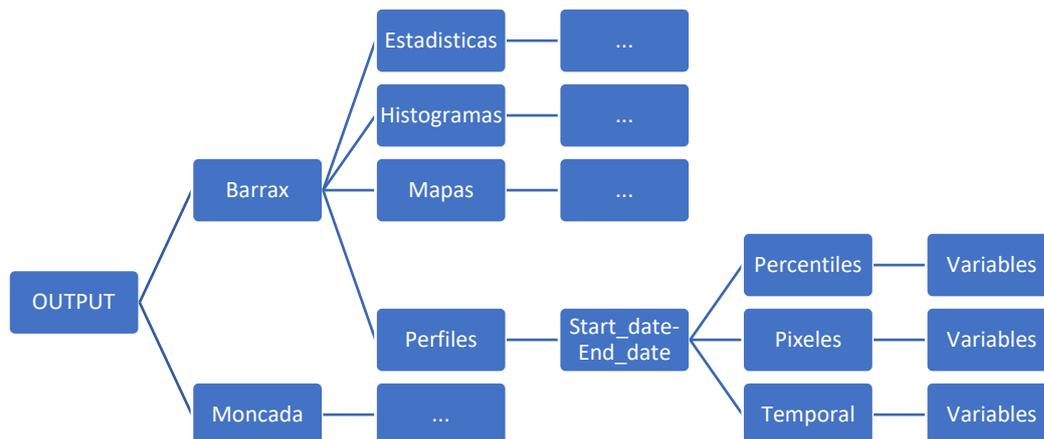 Estadisticas
...
Histogramas
...
Barrax
Mapas
...
Percentiles
Variables
OUTPUT
Perfiles
Start_date-
End_date
Pixeles
Variables
Moncada
...
Temporal
Variables